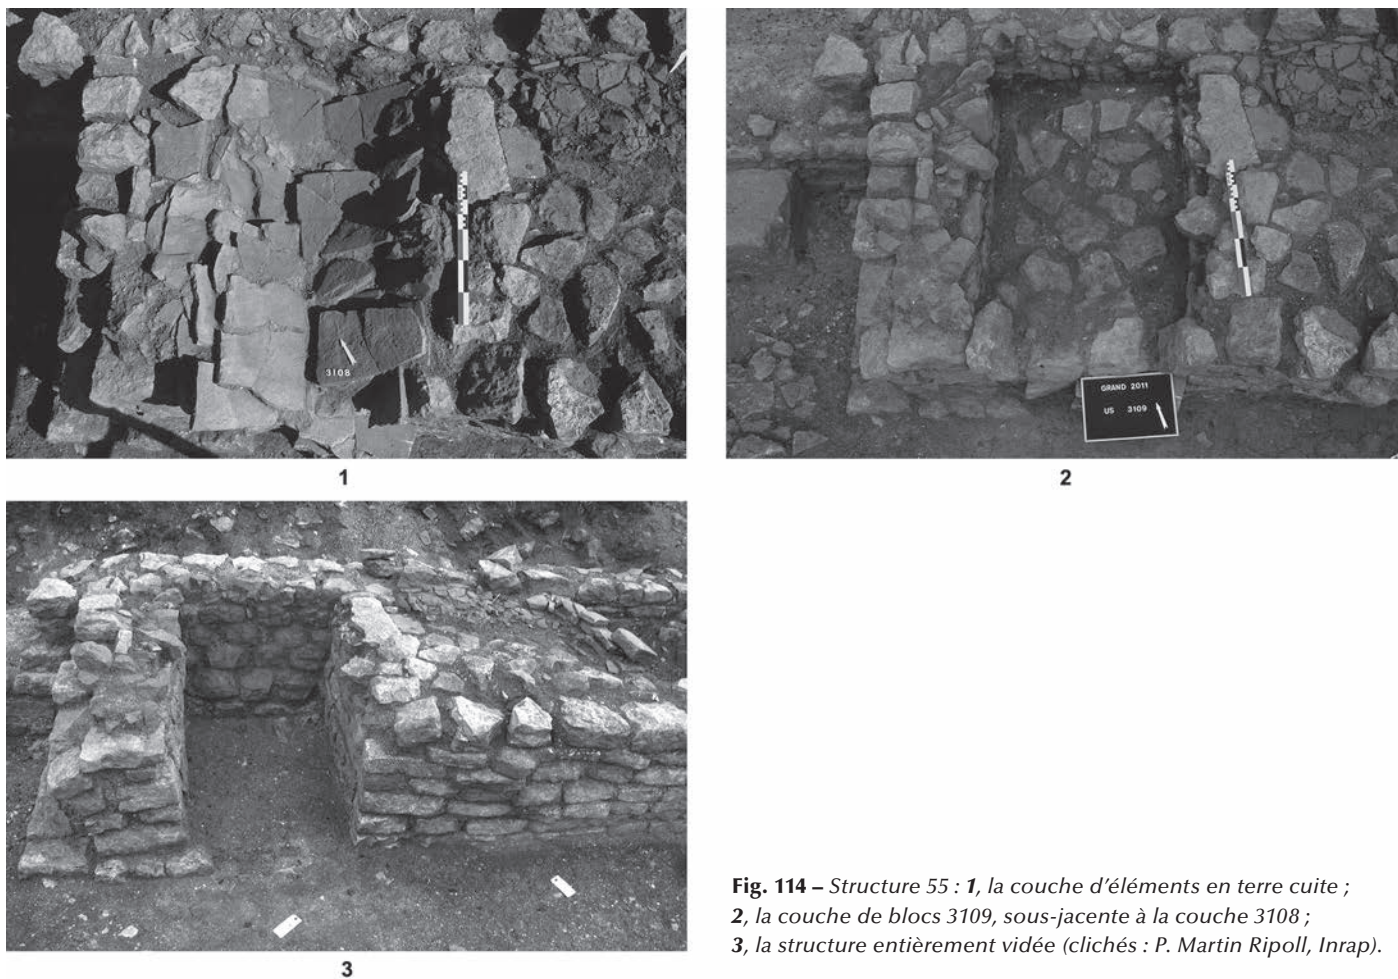 3108
1
GRAND 2011
US 3109
2
3
Fig. 114 – Structure 55 : 1, la couche d'éléments en terre cuite ;
2, la couche de blocs 3109, sous-jacente à la couche 3108 ;
3, la structure entièrement vidée (clichés : P. Martin Ripoll, Inrap).